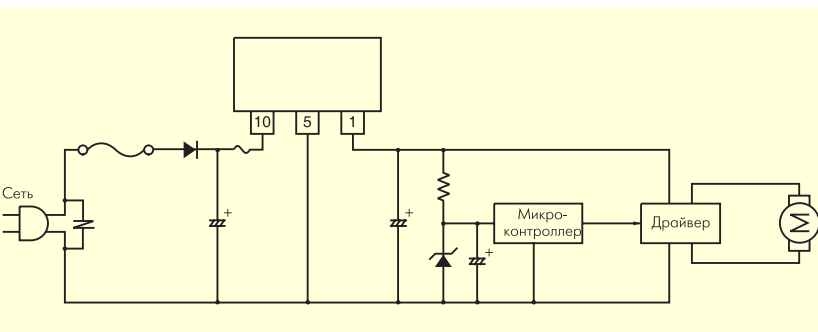 10 5 1
Сеть
+ + +
Микро-
контроллер
Драйвер
M